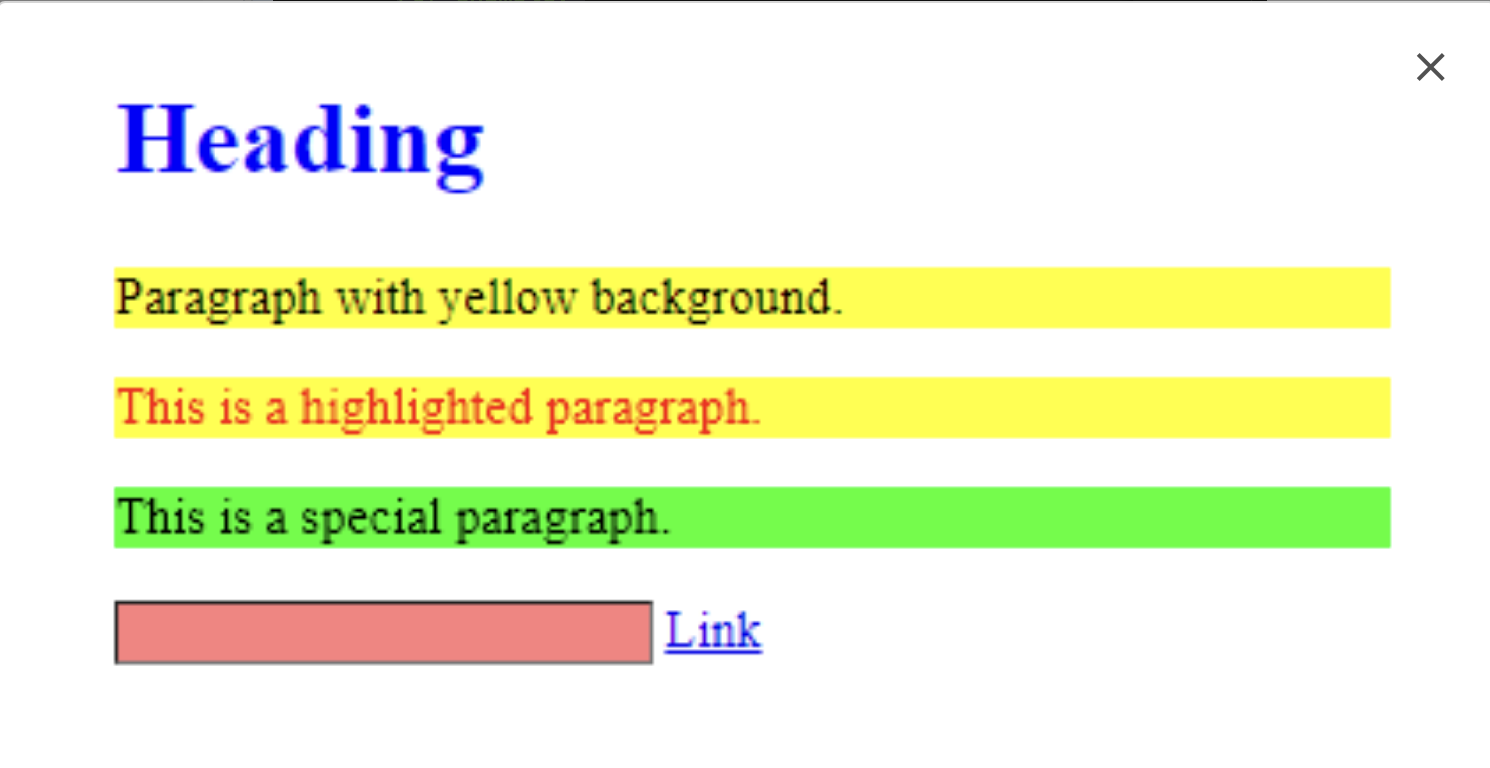 Heading
Paragraph with yellow background.
This is a highlighted paragraph.
This is a special paragraph.
Link